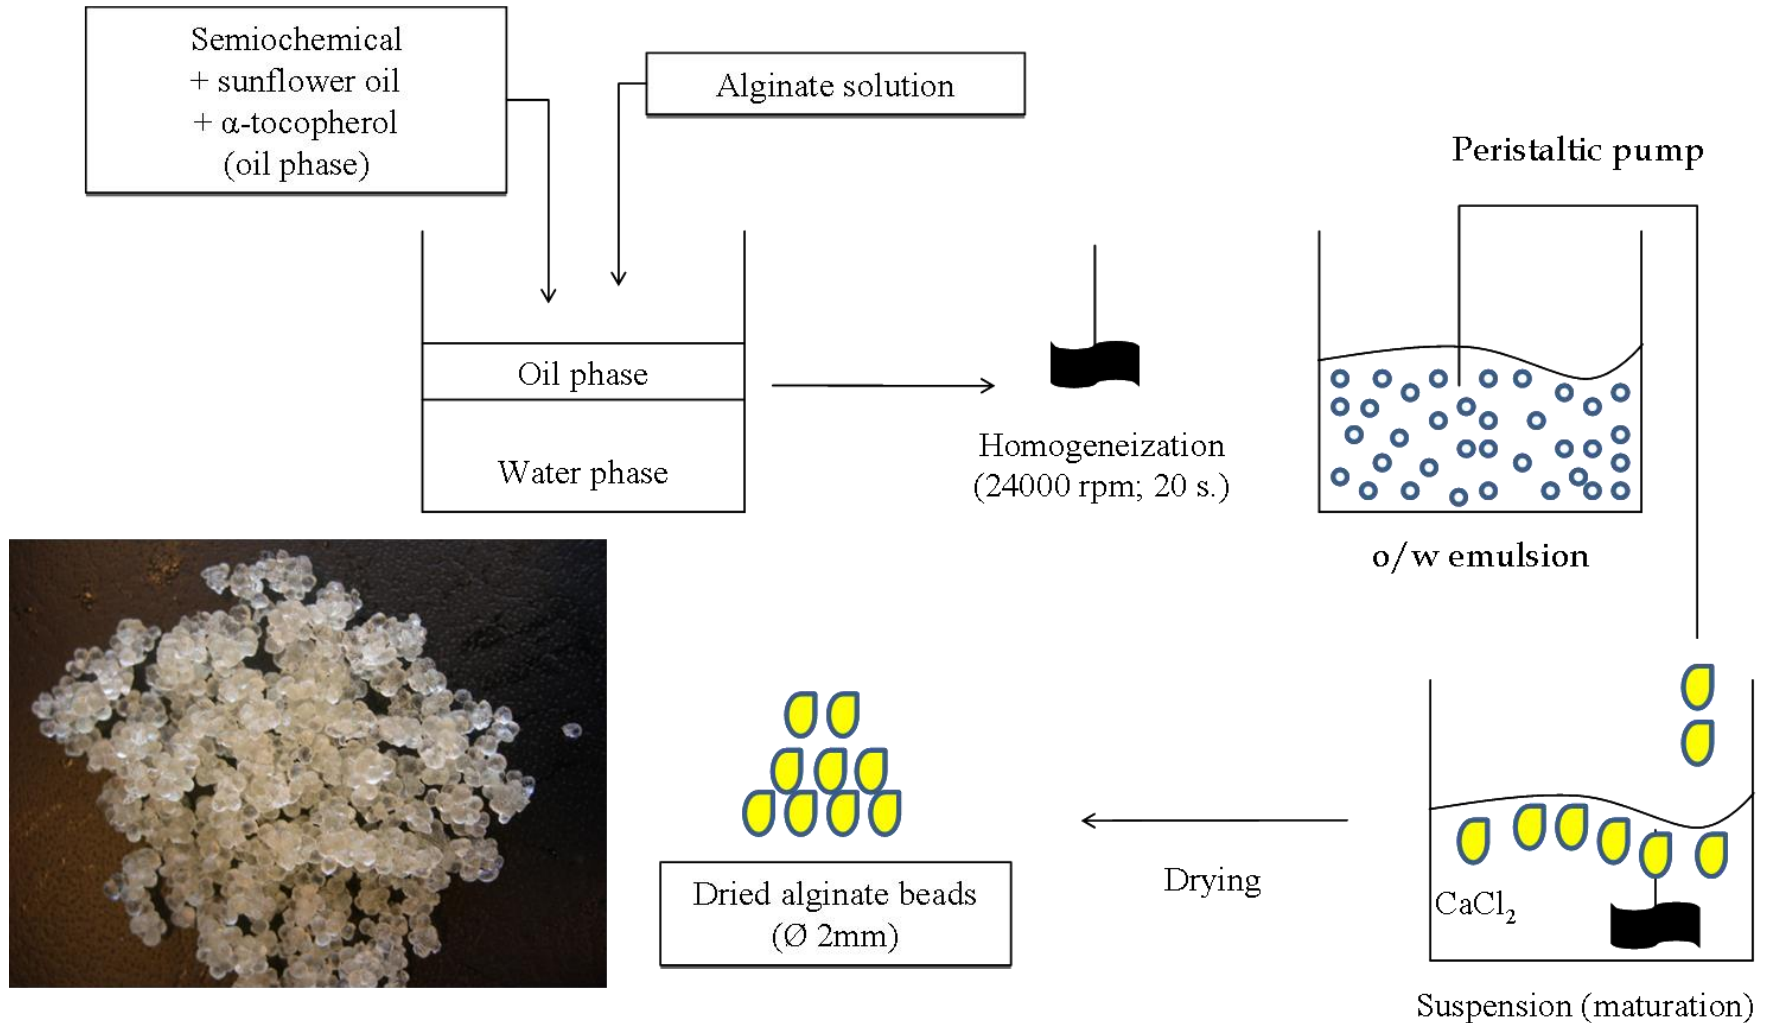 Semiochemical
+ sunflower oil
+ α-tocopherol
(oil phase)
Alginate solution
Peristaltic pump
Oil phase
Water phase
Homogeneization
(24000 rpm; 20 s.)
o/w emulsion
Drying
Dried alginate beads
(Ø 2mm)
CaCl₂
Suspension (maturation)